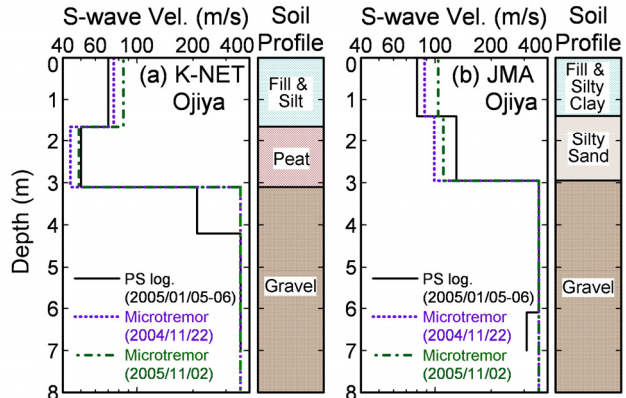 S-wave Vel. (m/s)
Soil
Profile
40 60 100 200 400
(a) K-NET
Ojiya
Depth (m)
0
1
2
3
4
5
6
7
8
PS log.
(2005/01/05-06)
Microtremor
(2004/11/22)
Microtremor
(2005/11/02)
Fill &
Silt
Peat
Gravel
S-wave Vel. (m/s)
Soil
Profile
40 60 100 200 400
(b) JMA
Ojiya
0
1
2
3
4
5
6
7
8
PS log.
(2005/01/05-06)
Microtremor
(2004/11/22)
Microtremor
(2005/11/02)
Fill &
Silty
Clay
Silty
Sand
Gravel